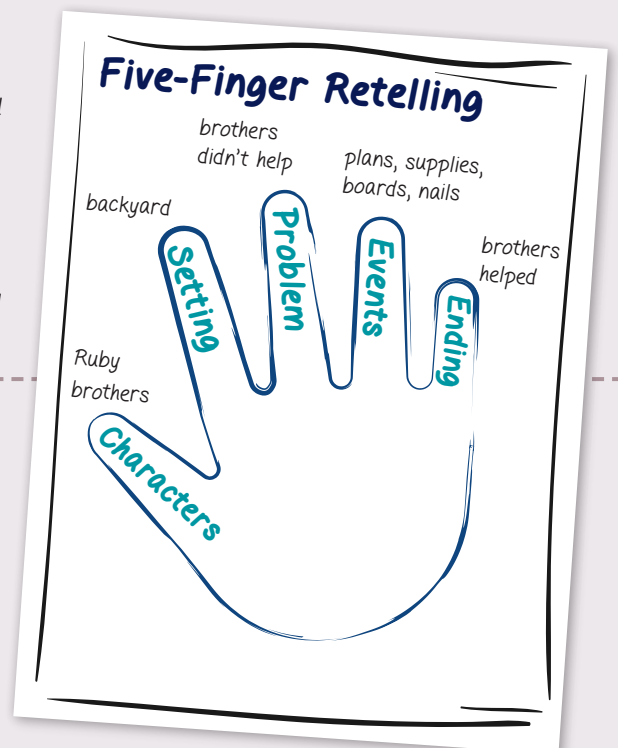 Five-Finger Retelling
brothers
didn't help
plans, supplies,
boards, nails
backyard
brothers
helped
Ruby
brothers
Characters
Setting
Problem
Events
Ending